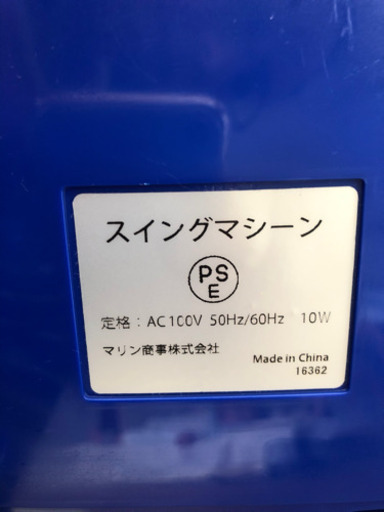 スイングマシーン
PS
E
定格：AC100V 50Hz/60Hz 10W
マリン商事株式会社
Made in China
16362